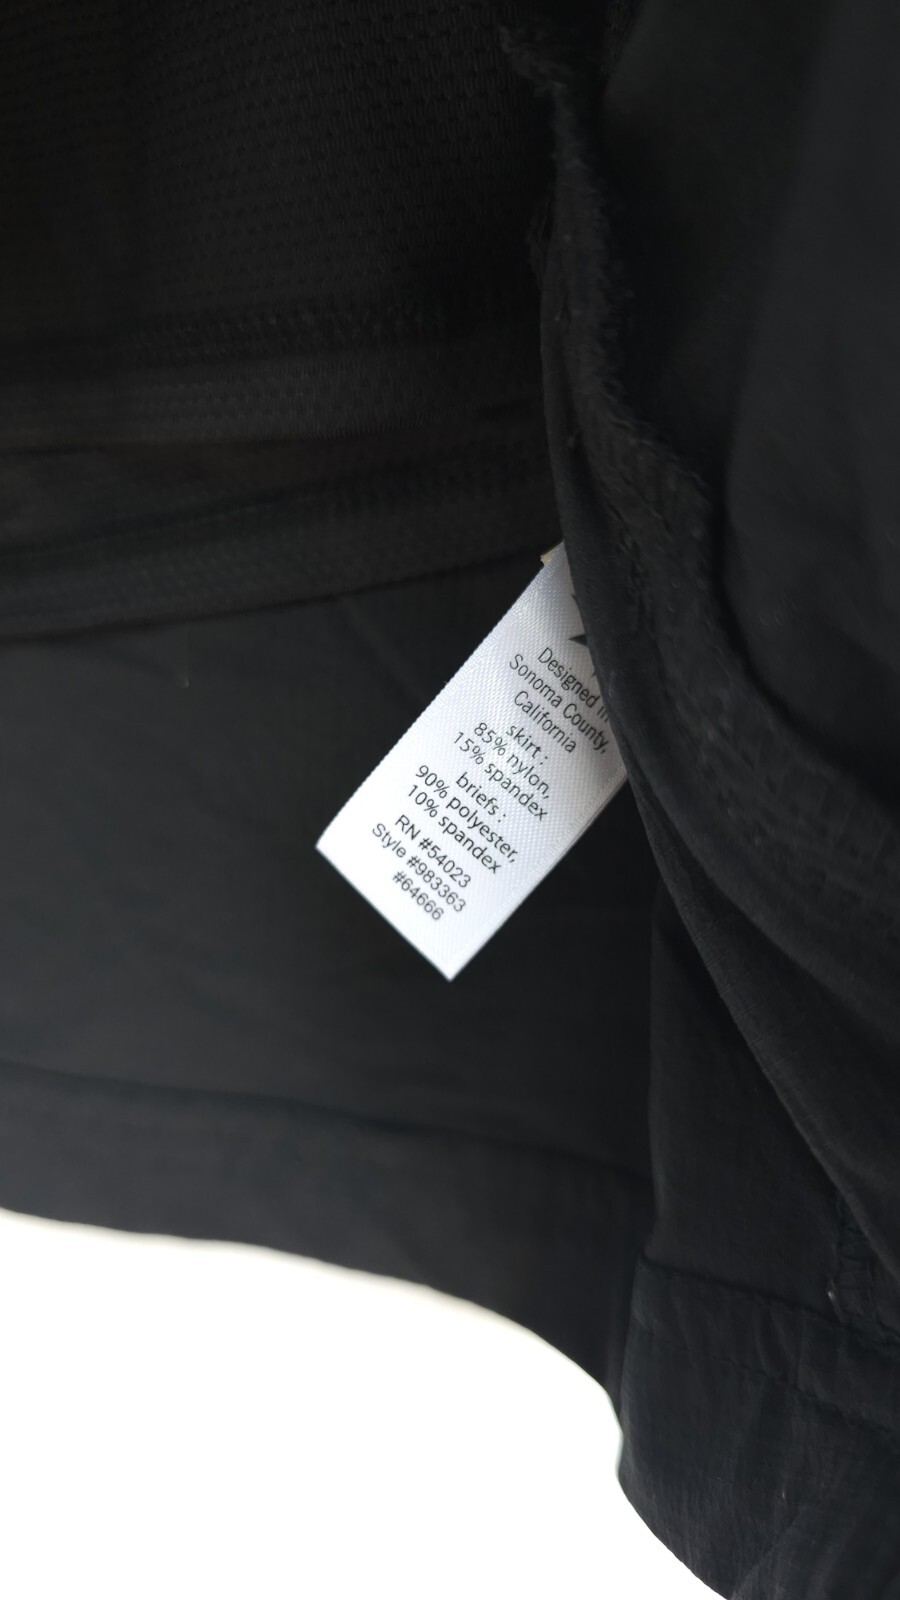 Designed in
Sonoma County,
California
skirt :
85% nylon,
15% spandex
briefs :
90% polyester,
10% spandex
RN #54023
Style #983363
#64666